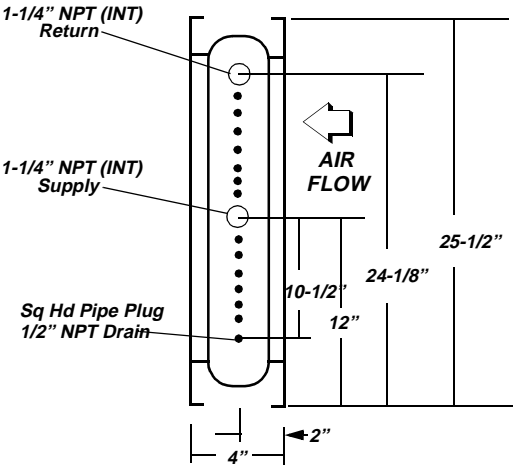 1-1/4” NPT (INT)
Return
AIR
FLOW
1-1/4” NPT (INT)
Supply
25-1/2”
24-1/8”
10-1/2”
12”
Sq Hd Pipe Plug
1/2” NPT Drain
2”
4”